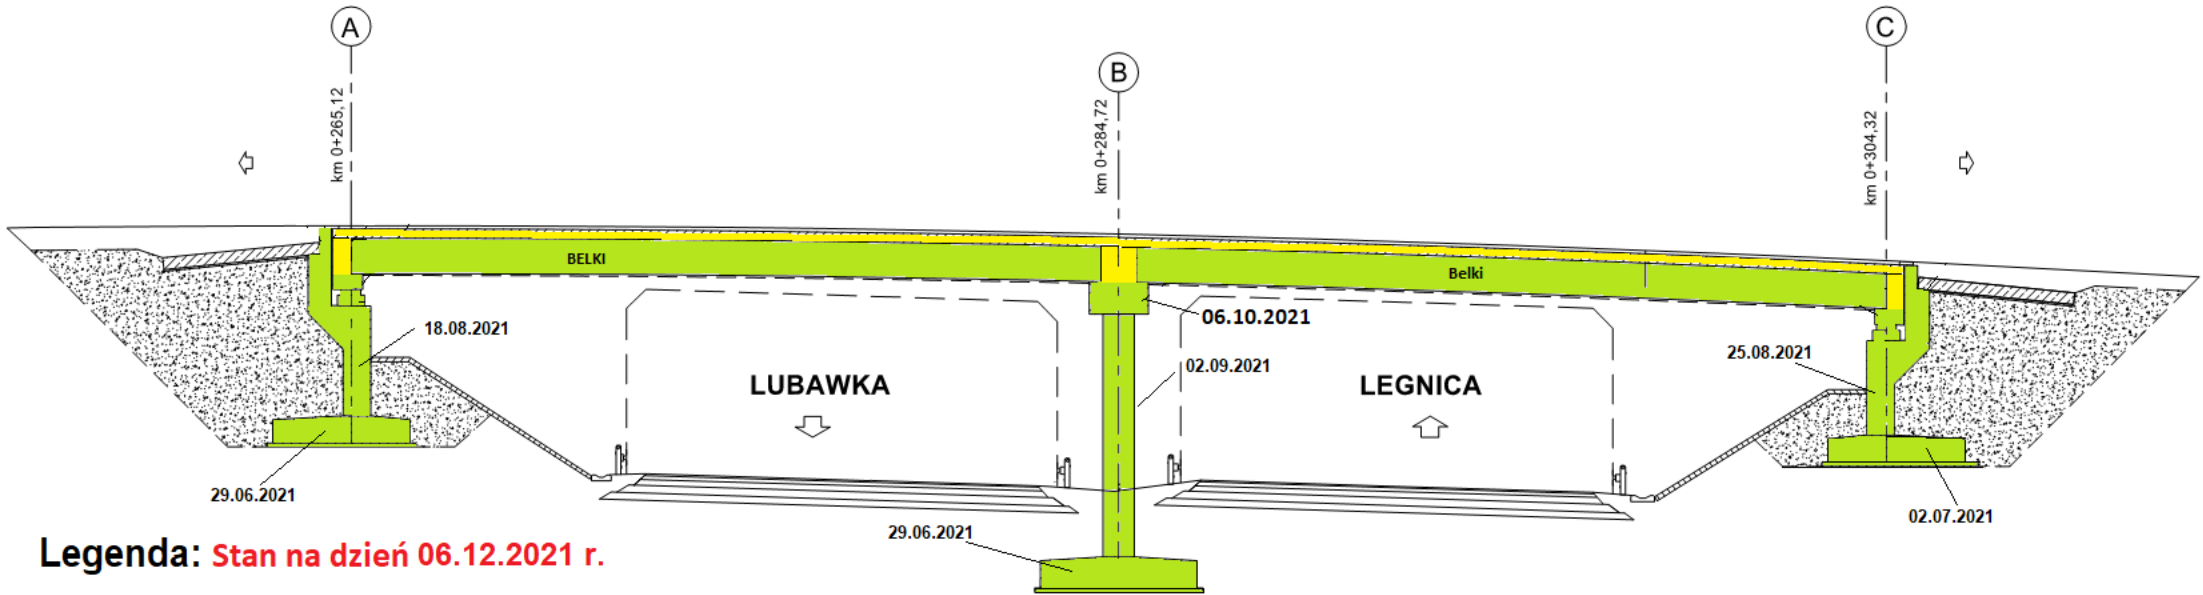 A
B
C
km 0+265,12
km 0+284,72
km 0+304,32
BELKI
Belki
18.08.2021
06.10.2021
02.09.2021
25.08.2021
LUBAWKA
LEGNICA
29.06.2021
29.06.2021
02.07.2021
Legenda: Stan na dzień 06.12.2021 r.